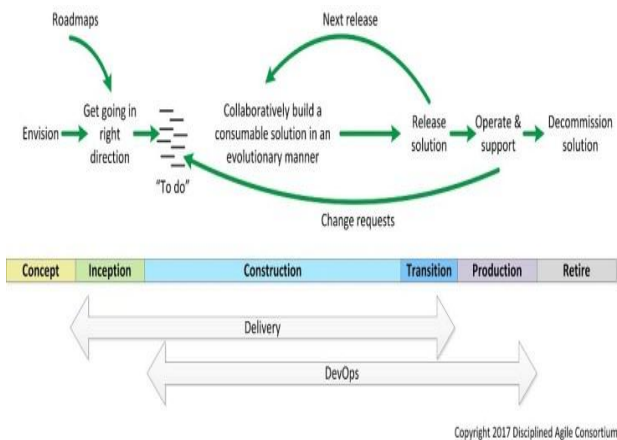 Roadmaps
Next release
Envision
Get going in
right
direction
"To do"
Collaboratively build a
consumable solution in an
evolutionary manner
Release
solution
Operate &
support
Decommission
solution
Change requests
Concept
Inception
Construction
Transition
Production
Retire
Delivery
DevOps
Copyright 2017 Disciplined Agile Consortium